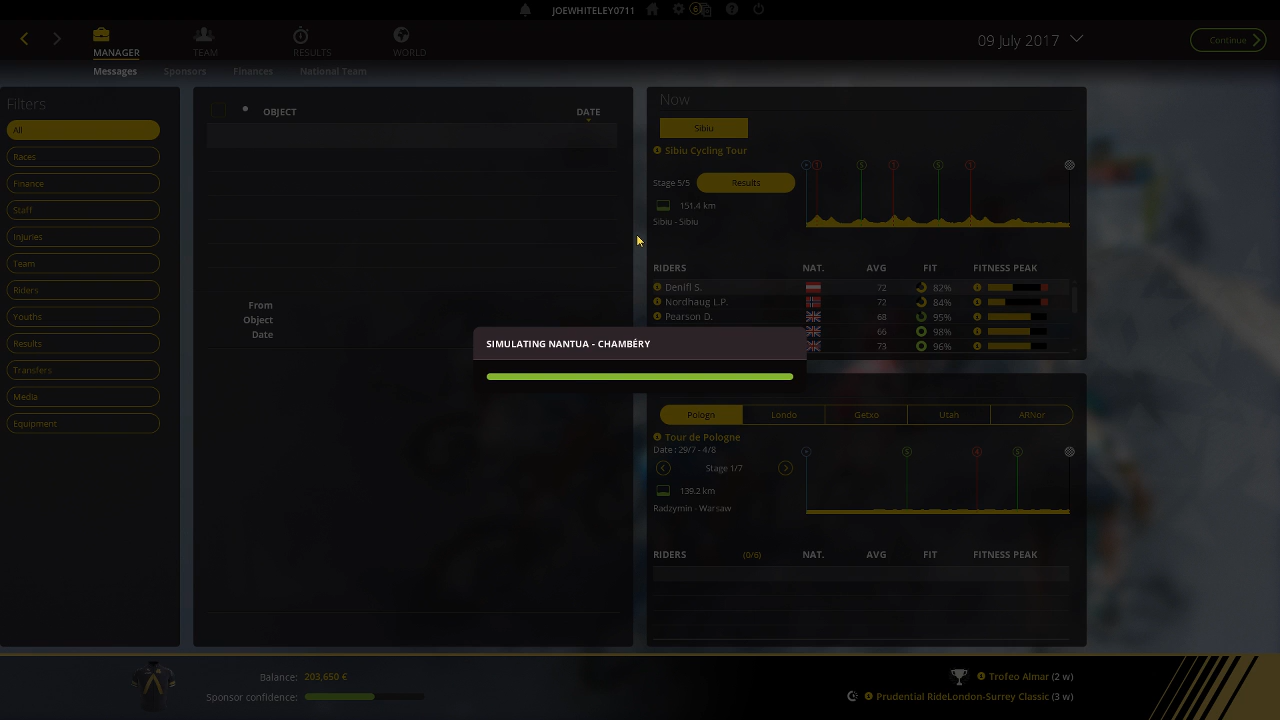 JOEWHITELEY0711
6
MANAGER
TEAM
RESULTS
WORLD
09 July 2017
Continue
Messages
Sponsors
Finances
National Team
Filters
All
Races
Finance
Staff
Injuries
Team
Riders
Youths
Results
Transfers
Media
Equipment
OBJECT
DATE
From
Object
Date
Now
Sibiu
Sibiu Cycling Tour
Stage 5/5
Results
151.4 km
Sibiu - Sibiu
RIDERS NAT. AVG FIT FITNESS PEAK
Denifl S. 72 82%
Nordhaug L.P. 72 84%
Pearson D. 68 95%
66 98%
73 96%
SIMULATING NANTUA - CHAMBÉRY
Pologn
Londo
Getxo
Utah
ARNor
Tour de Pologne
Date : 29/7 - 4/8
Stage 1/7
139.2 km
Radzymin - Warsaw
S 4 S
RIDERS (0/6) NAT. AVG FIT FITNESS PEAK
Balance: 203,650 €
Sponsor confidence:
Trofeo Almar (2 w)
Prudential RideLondon-Surrey Classic (3 w)